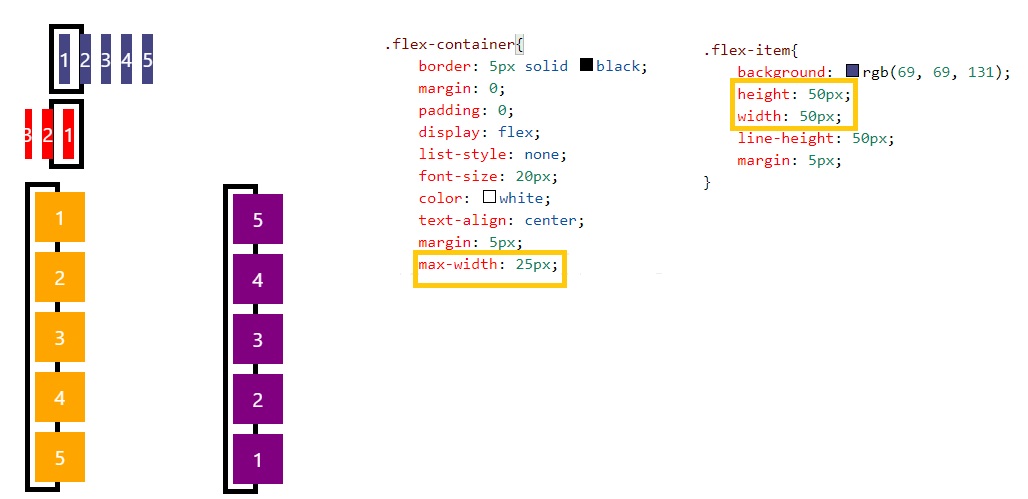 1 2 3 4 5
3 2 1
1
2
3
4
5
5
4
3
2
1
.flex-container{
border: 5px solid black;
margin: 0;
padding: 0;
display: flex;
list-style: none;
font-size: 20px;
color: white;
text-align: center;
margin: 5px;
max-width: 25px;
.flex-item{
background: rgb(69, 69, 131);
height: 50px;
width: 50px;
line-height: 50px;
margin: 5px;
}